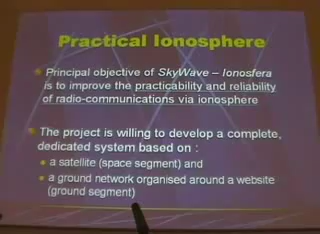 Practical Ionosphere
Principal objective of SkyWave – Ionosfera
is to improve the practicability and reliability
of radio-communications via ionosphere
The project is willing to develop a complete,
dedicated system based on :
a satellite (space segment) and
a ground network organised around a website
(ground segment)